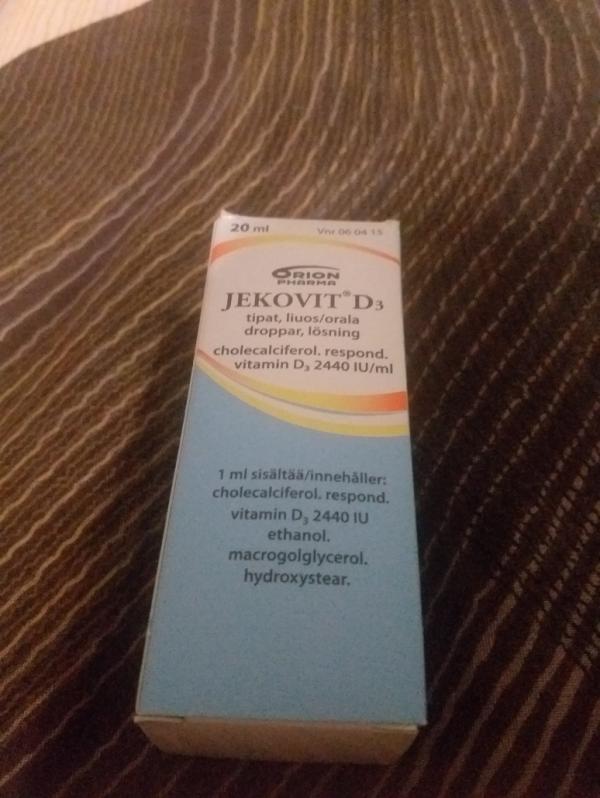 20 ml Vnr 06 04 15
ORION
PHARMA
JEKOVIT® D₃
tipat, liuos/orala
droppar, lösning
cholecalciferol. respond.
vitamin D₃ 2440 IU/ml
1 ml sisältää/innehåller:
cholecalciferol. respond.
vitamin D₃ 2440 IU
ethanol.
macrogolglycerol.
hydroxystear.